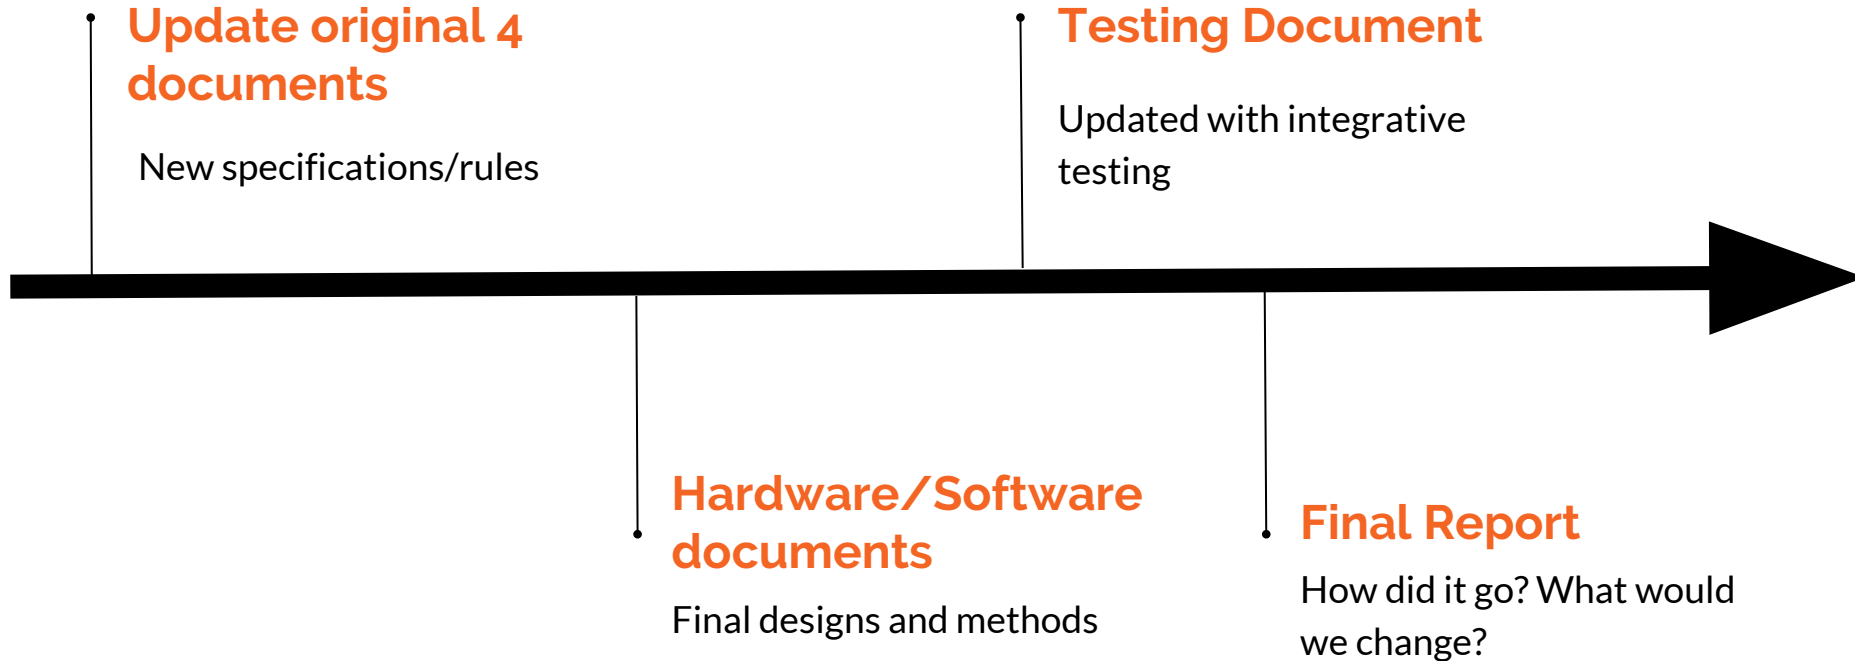 Update original 4
documents
New specifications/rules
Hardware/Software
documents
Final designs and methods
Testing Document
Updated with integrative
testing
Final Report
How did it go? What would
we change?